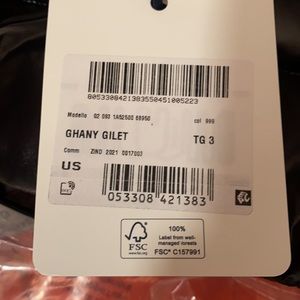 8053308421383550451005223
Modello 02 093 1A52500 68950 col 999
GHANY GILET TG 3
Comm ZIND 2021 0017003
US
053308 421383
100%
Label from well-
managed forests
FSC
www.fsc.org
FSC® C157991